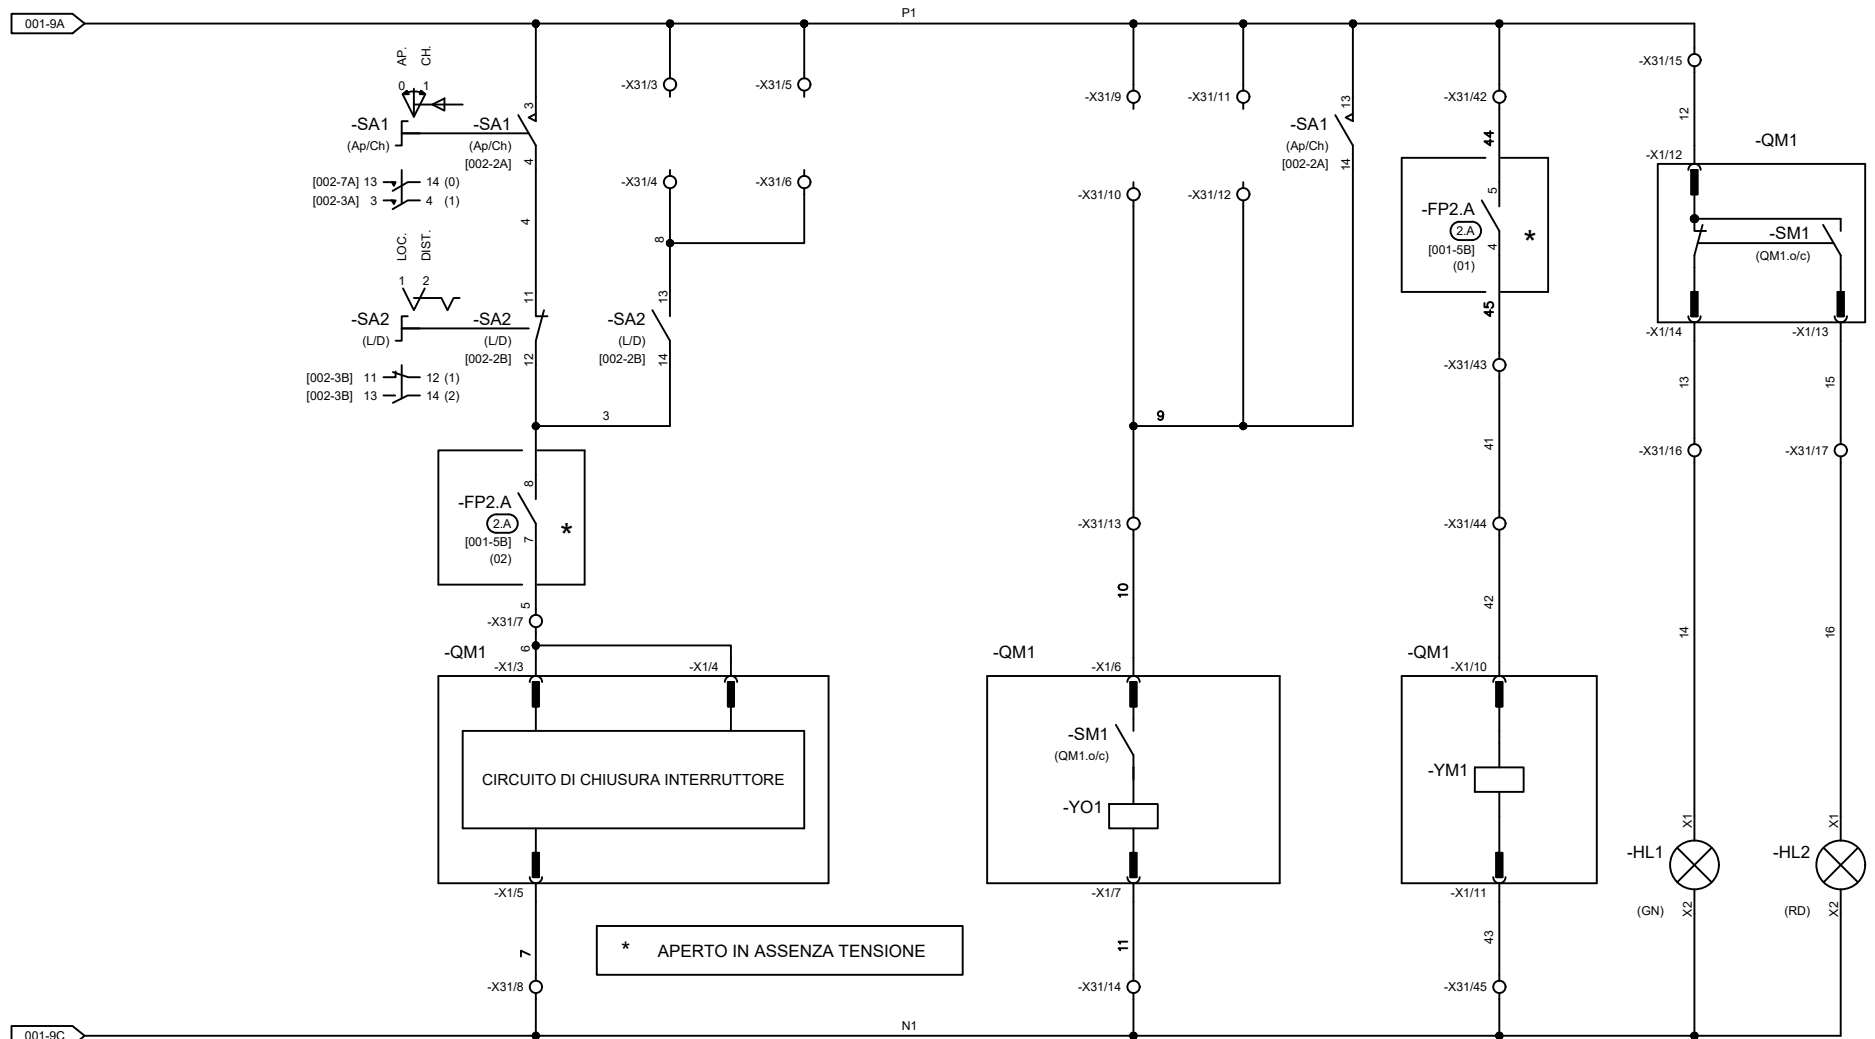 001-9A
P1
AP.
CH.
0
1
-X31/3
-X31/5
-X31/9
-X31/11
-X31/42
-X31/15
3
13
12
44
-SA1
-SA1
(Ap/Ch)
(Ap/Ch)
[002-2A]
4
-SA1
(Ap/Ch)
[002-2A]
14
-X1/12
-QM1
[002-7A] 13 14 (0)
[002-3A] 3 4 (1)
-X31/4
-X31/6
-X31/10
-X31/12
4
8
5
-FP2.A
2.A
[001-5B]
(01)
4
*
-SM1
(QM1.o/c)
LOC.
DIST.
1
2
11
13
45
-SA2
-SA2
(L/D)
(L/D)
[002-2B]
12
-SA2
(L/D)
[002-2B]
14
-X1/14
-X1/13
-X31/43
[002-3B] 11 12 (1)
[002-3B] 13 14 (2)
13
15
3
9
41
-X31/16
-X31/17
8
-FP2.A
2.A
[001-5B]
(02)
7
*
-X31/13
-X31/44
5
10
42
-X31/7
6
14
16
-QM1
-X1/3
-X1/4
-QM1
-X1/6
-QM1
-X1/10
-SM1
(QM1.o/c)
CIRCUITO DI CHIUSURA INTERRUTTORE
-YM1
-YO1
X1
X1
-HL1
-HL2
-X1/5
-X1/7
-X1/11
(GN)
X2
(RD)
X2
7
* APERTO IN ASSENZA TENSIONE
11
43
-X31/8
-X31/14
-X31/45
N1
001-9C